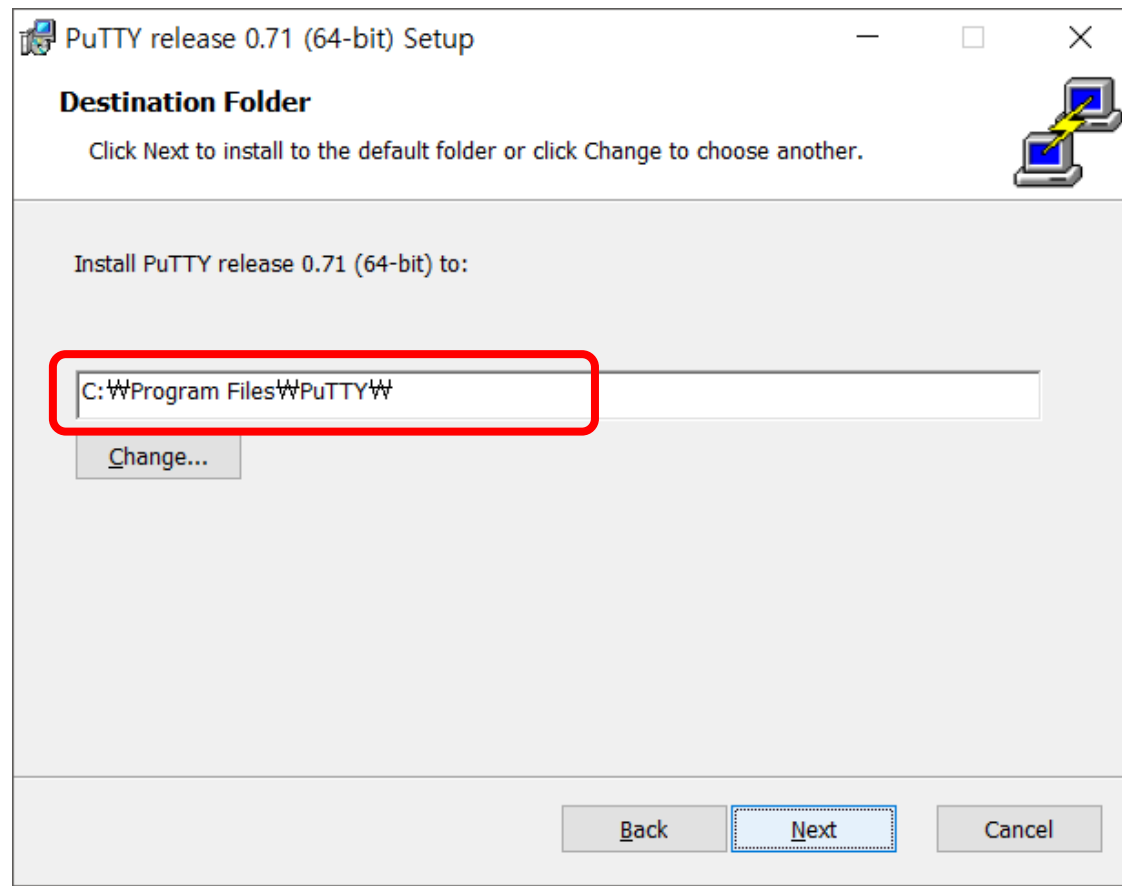 PuTTY release 0.71 (64-bit) Setup
Destination Folder
Click Next to install to the default folder or click Change to choose another.
Install PuTTY release 0.71 (64-bit) to:
C:₩Program Files₩PuTTY₩
Change...
Back Next Cancel